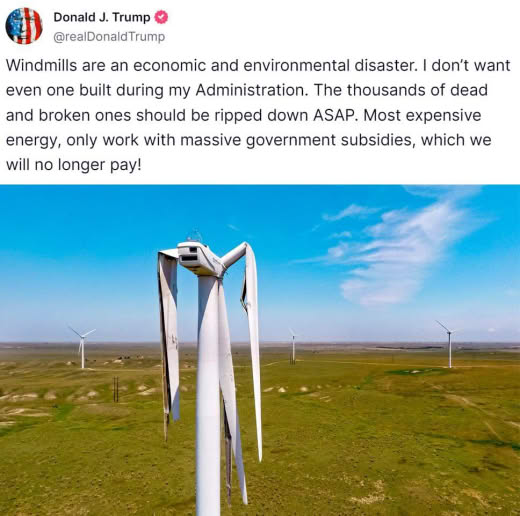 Donald J. Trump
@realDonaldTrump
Windmills are an economic and environmental disaster. I don’t want
even one built during my Administration. The thousands of dead
and broken ones should be ripped down ASAP. Most expensive
energy, only work with massive government subsidies, which we
will no longer pay!